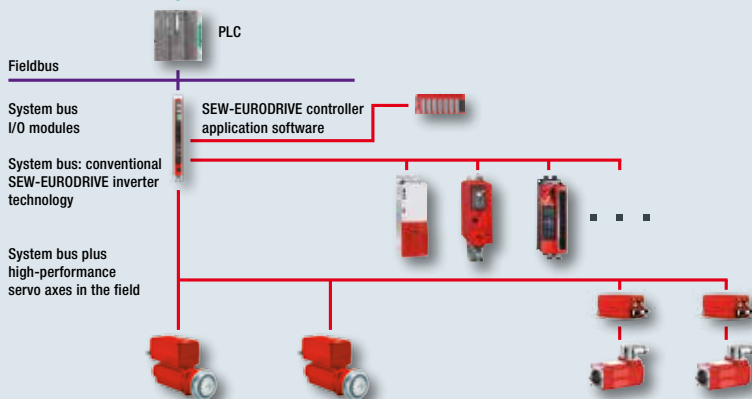 PLC
Fieldbus
System bus
I/O modules
SEW-EURODRIVE controller
application software
System bus: conventional
SEW-EURODRIVE inverter
technology
System bus plus
high-performance
servo axes in the field